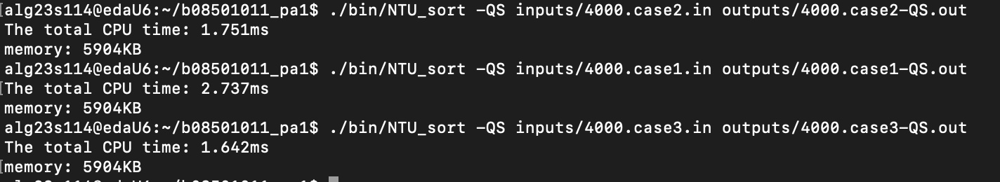 [alg23s114@edaU6:~/b08501011_pa1$ ./bin/NTU_sort -QS inputs/4000.case2.in outputs/4000.case2-QS.out
The total CPU time: 1.751ms
memory: 5904KB
alg23s114@edaU6:~/b08501011_pa1$ ./bin/NTU_sort -QS inputs/4000.case1.in outputs/4000.case1-QS.out
[The total CPU time: 2.737ms
memory: 5904KB
alg23s114@edaU6:~/b08501011_pa1$ ./bin/NTU_sort -QS inputs/4000.case3.in outputs/4000.case3-QS.out
The total CPU time: 1.642ms
[memory: 5904KB
alg23s114@edaU6:~/b08501011_pa1$